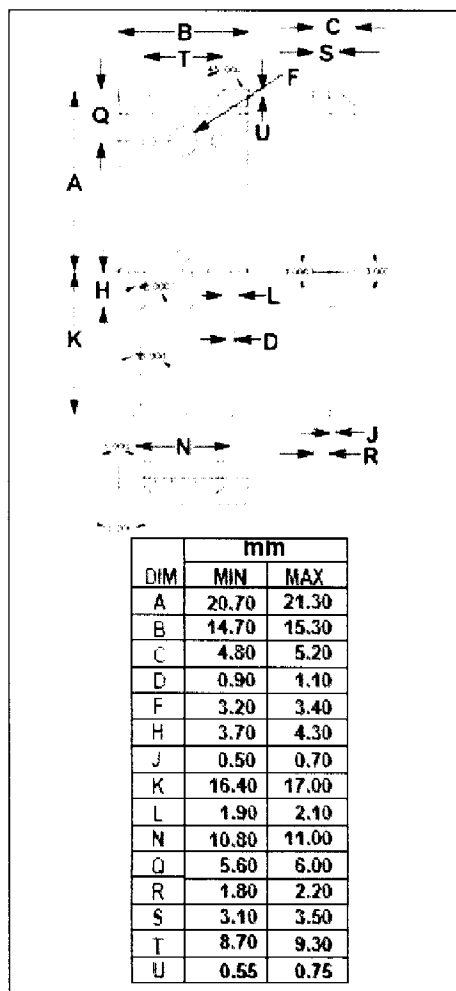 B
C
T
S
F
Q
U
A
H
L
K
D
J
N
R
mm
DIM MIN MAX
A 20.70 21.30
B 14.70 15.30
C 4.80 5.20
D 0.90 1.10
F 3.20 3.40
H 3.70 4.30
J 0.50 0.70
K 16.40 17.00
L 1.90 2.10
N 10.80 11.00
Q 5.60 6.00
R 1.80 2.20
S 3.10 3.50
T 8.70 9.30
U 0.55 0.75